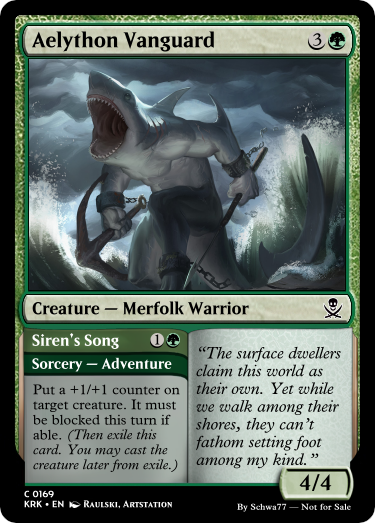 Aelython Vanguard 3
Creature — Merfolk Warrior
Siren's Song 1
Sorcery — Adventure
Put a +1/+1 counter on
target creature. It must
be blocked this turn if
able. (Then exile this
card. You may cast the
creature later from exile.)
“The surface dwellers
claim this world as
their own. Yet while
we walk among their
shores, they can't
fathom setting foot
among my kind.”
4/4
C 0169
KRK • EN Raulski, Artstation
By Schwa77 — Not for Sale